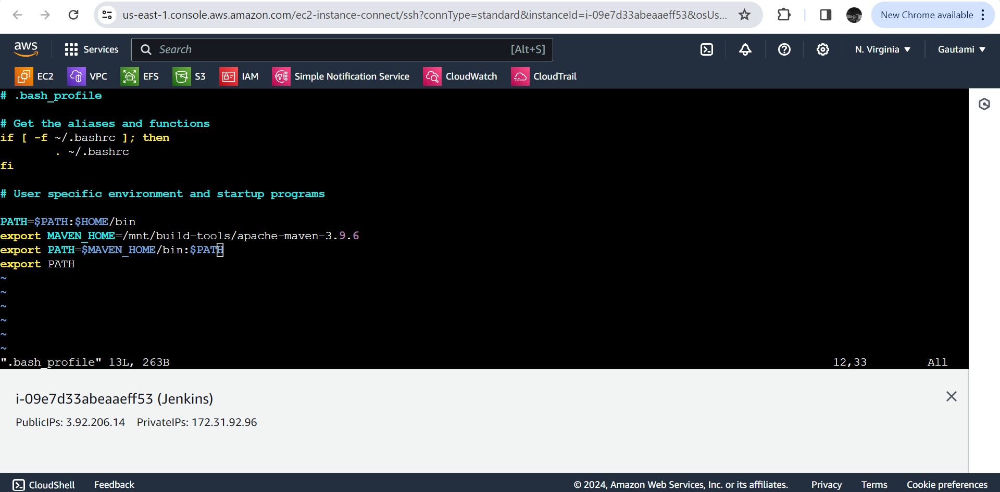 us-east-1.console.aws.amazon.com/ec2-instance-connect/ssh?connType=standard&instanceId=i-09e7d33abeaaeff53&osUs...
New Chrome available
aws
Services
Search
[Alt+S]
N. Virginia
Gautami
EC2
VPC
EFS
S3
IAM
Simple Notification Service
CloudWatch
CloudTrail
# .bash_profile
# Get the aliases and functions
if [ -f ~/.bashrc ]; then
        . ~/.bashrc
fi
# User specific environment and startup programs
PATH=$PATH:$HOME/bin
export MAVEN_HOME=/mnt/build-tools/apache-maven-3.9.6
export PATH=$MAVEN_HOME/bin:$PATH
export PATH
~
~
~
~
~
~
".bash_profile" 13L, 263B 12,33 All
i-09e7d33abeaaeff53 (Jenkins)
PublicIPs: 3.92.206.14 PrivateIPs: 172.31.92.96
CloudShell Feedback © 2024, Amazon Web Services, Inc. or its affiliates. Privacy Terms Cookie preferences